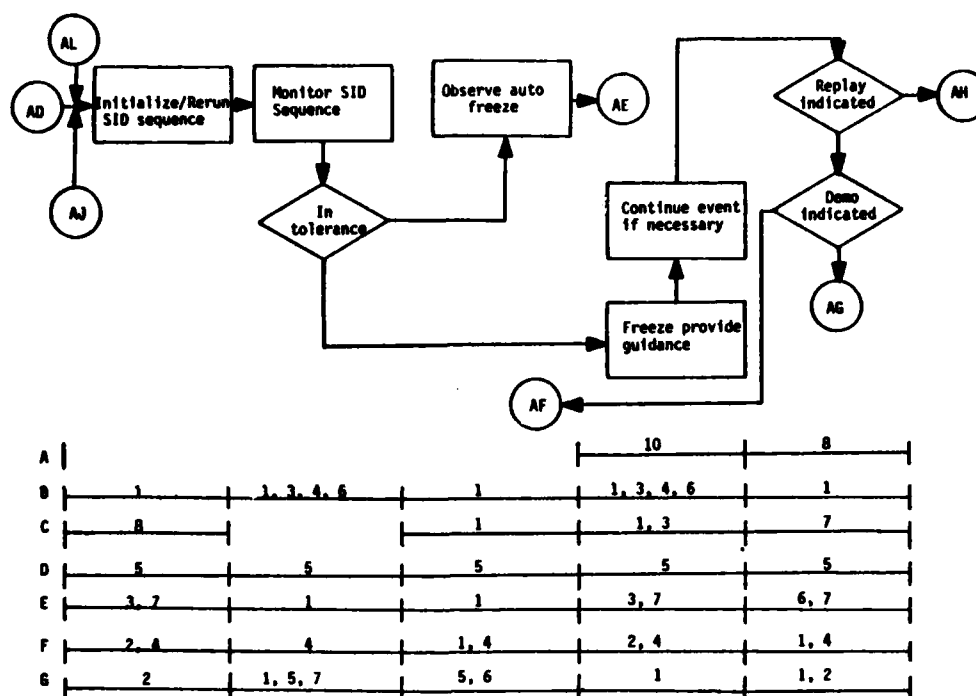 AL
AD
AJ
Initialize/Rerun
SID sequence
Monitor SID
Sequence
In
tolerance
Observe auto
freeze
AE
Continue event
if necessary
Freeze provide
guidance
Replay
indicated
AH
Demo
indicated
AG
AF
A 10 8
B 1 1, 3, 4, 6 1 1, 3, 4, 6 1
C 8 1 1, 3 7
D 5 5 5 5 5
E 3, 7 1 1 3, 7 6, 7
F 2, 4 4 1, 4 2, 4 1, 4
G 2 1, 5, 7 5, 6 1 1, 2